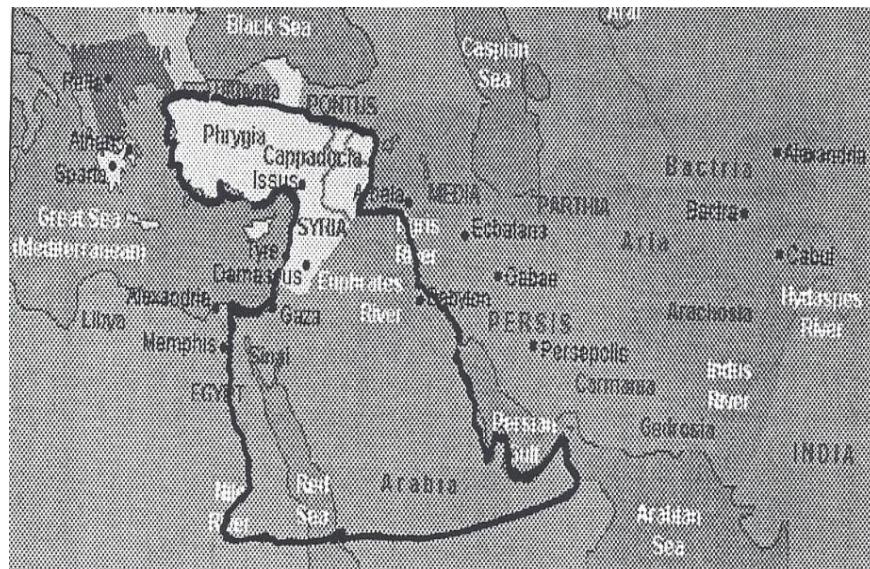 Black Sea
Aral
Caspian
Sea
Pella
PONTUS
Phrygia
Athens
Cappadocia
Bactria
Alexandria
Sparta
Issus
Arbela
MEDIA
PARTHIA
Bactra
Great Sea
(Mediterranean)
SYRIA
Tigris
River
Ecbatana
Aria
Tyre
Cabul
Damascus
Euphrates
River
Gabae
Alexandria
Gaza
Babylon
Hydaspes
River
Libya
PERSIS
Arachosia
Memphis
Sinai
Persepolis
EGYPT
Carmania
Indus
River
Persian
Gulf
Gedrosia
INDIA
Nile
River
Red
Sea
Arabia
Arabian
Sea